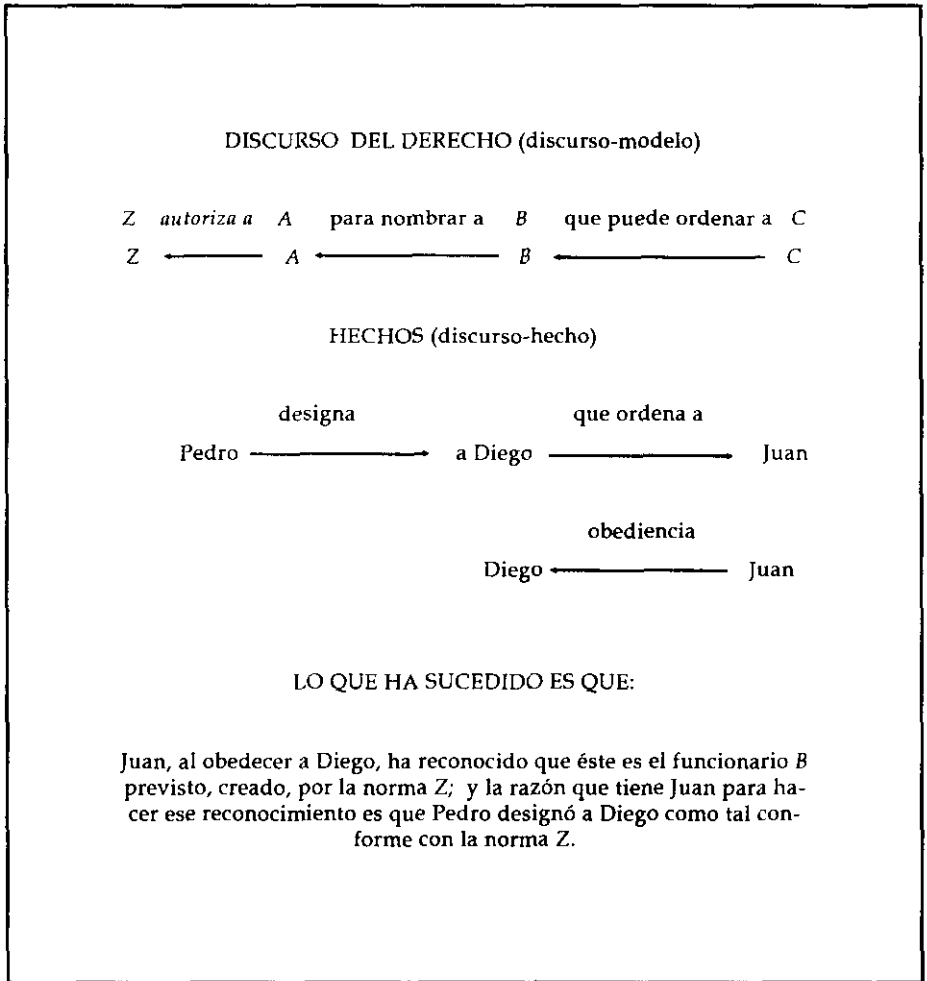 DISCURSO DEL DERECHO (discurso-modelo)
Z autoriza a A para nombrar a B que puede ordenar a C
Z A B C
HECHOS (discurso-hecho)
designa que ordena a
Pedro a Diego Juan
obediencia
Diego Juan
LO QUE HA SUCEDIDO ES QUE:
Juan, al obedecer a Diego, ha reconocido que éste es el funcionario B
previsto, creado, por la norma Z; y la razón que tiene Juan para ha-
cer ese reconocimiento es que Pedro designó a Diego como tal con-
forme con la norma Z.